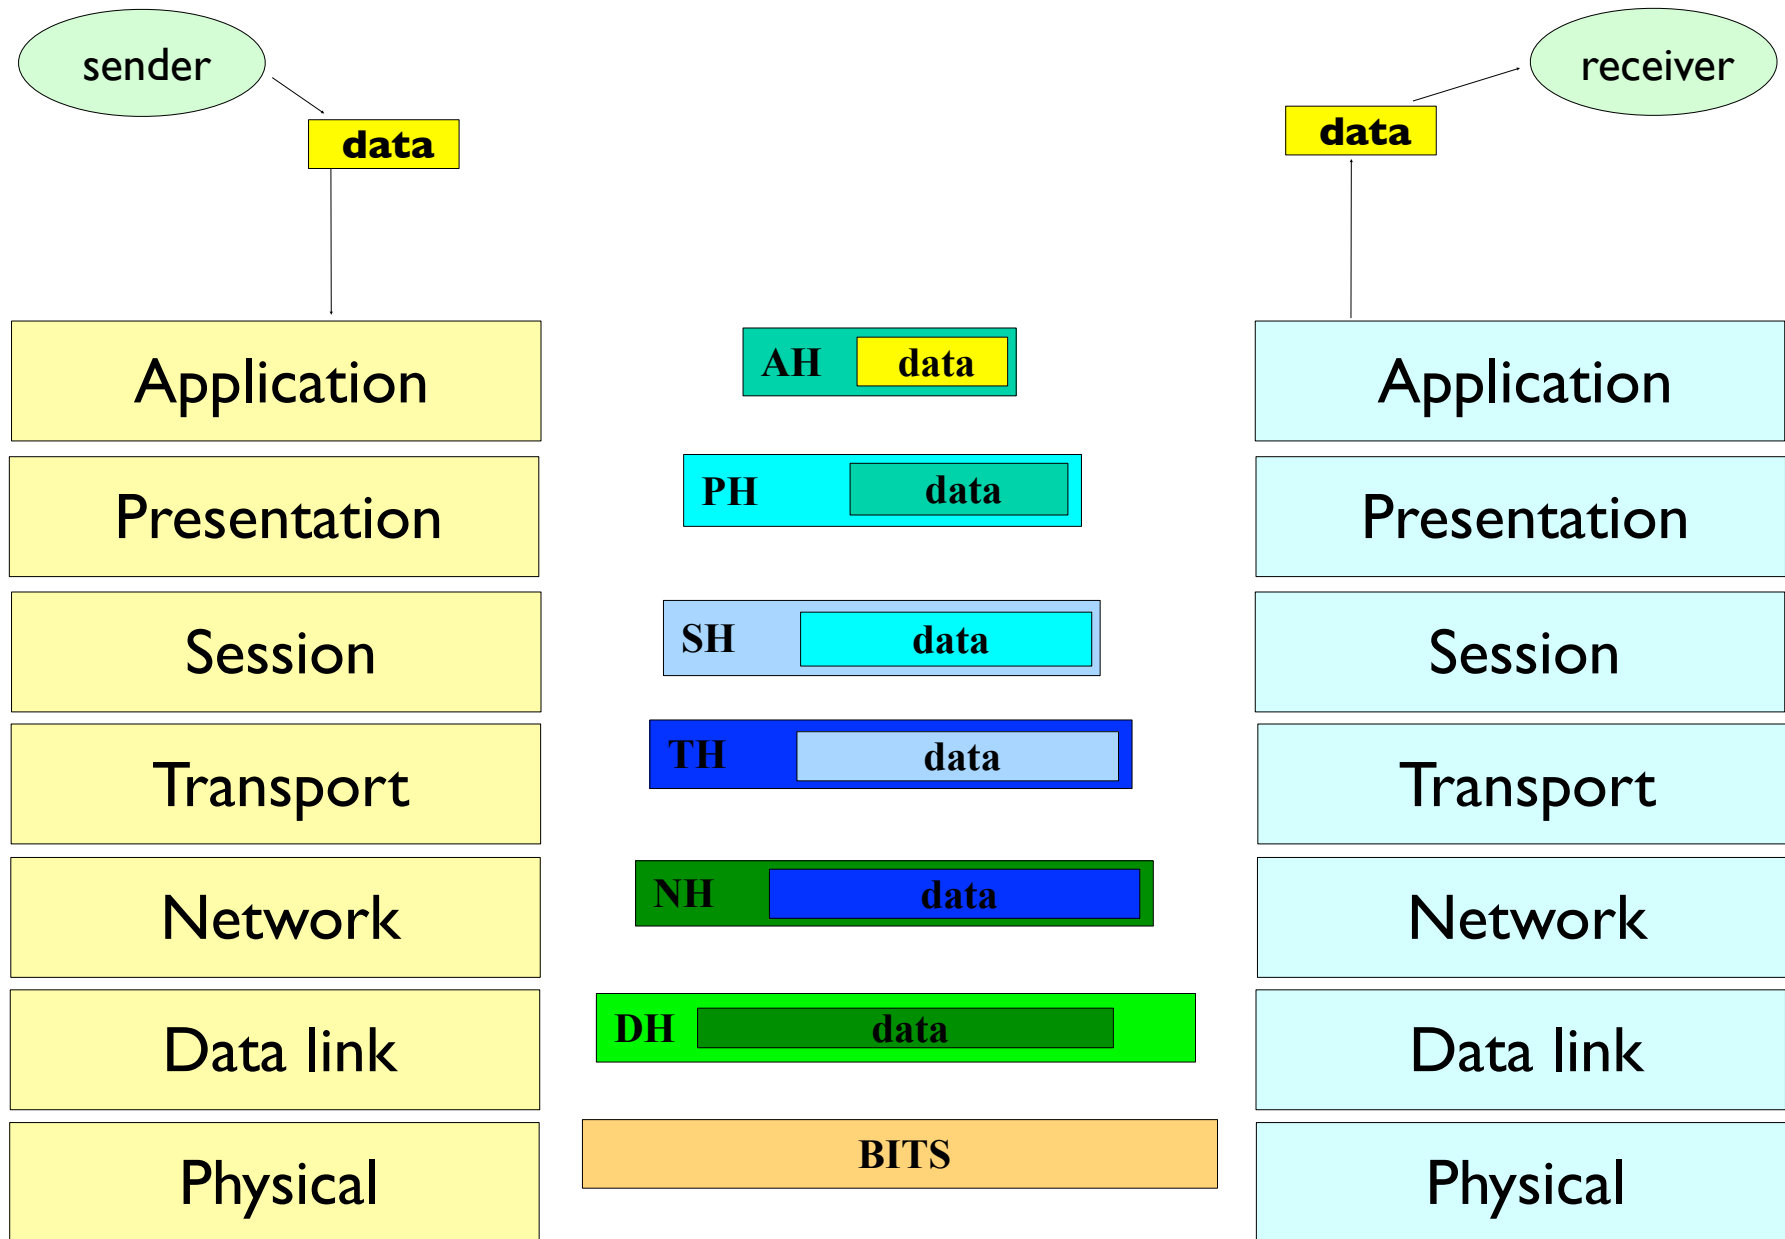 sender
receiver
data
data
Application
AH data
Application
Presentation
PH data
Presentation
Session
SH data
Session
Transport
TH data
Transport
Network
NH data
Network
Data link
DH data
Data link
Physical
BITS
Physical